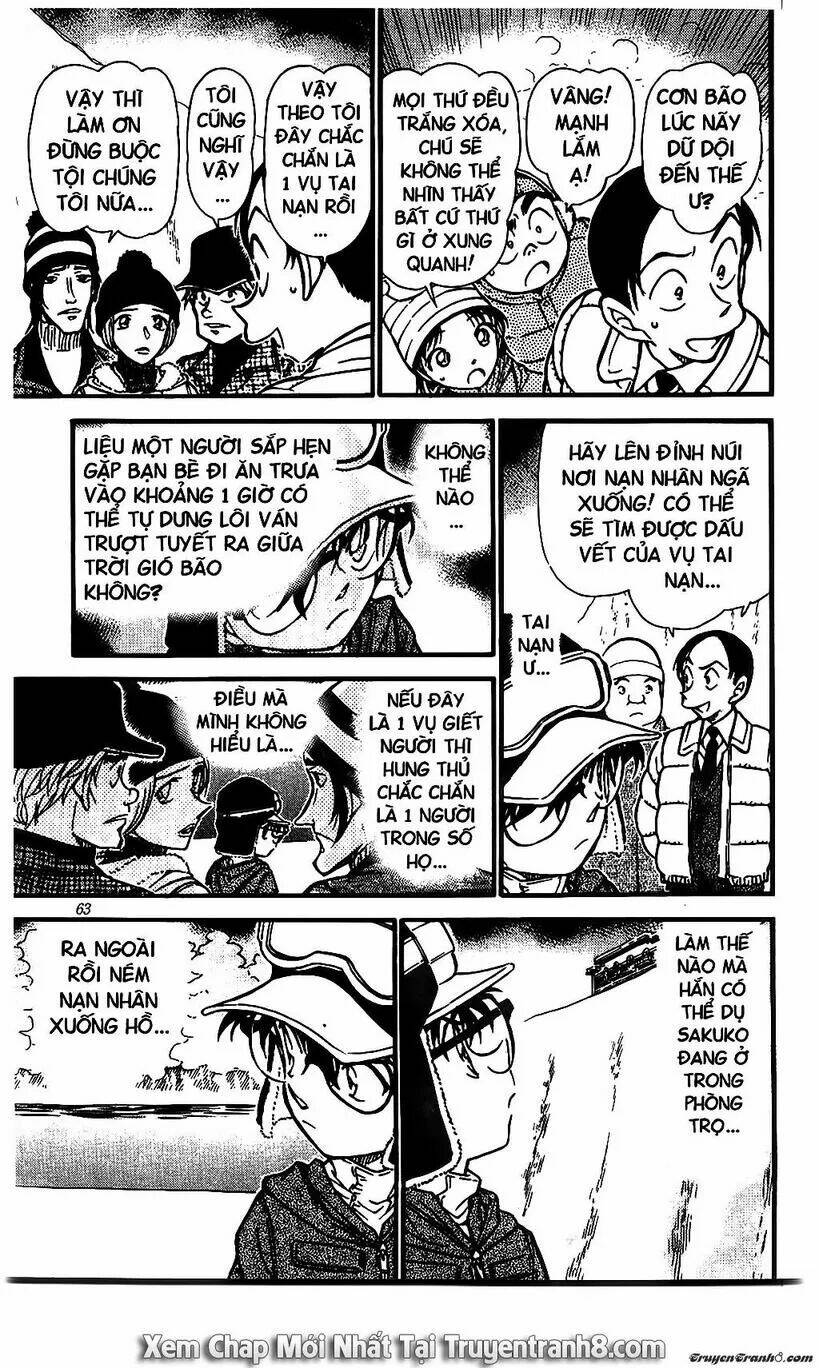 CƠN BÃO
LÚC NÃY
DỮ DỘI
ĐẾN THẾ
Ư?
VÂNG!
MẠNH
LẮM
Ạ!
MỌI THỨ ĐỀU
TRẮNG XÓA,
CHÚ SẼ
KHÔNG THỂ
NHÌN THẤY
BẤT CỨ THỨ
GÌ Ở XUNG
QUANH!
VẬY
THEO TÔI
ĐÂY CHẮC
CHẮN LÀ
1 VỤ TAI
NẠN RỒI
...
TÔI
CŨNG
NGHĨ
VẬY
...
VẬY THÌ
LÀM ƠN
ĐỪNG BUỘC
TỘI CHÚNG
TÔI NỮA...
HÃY LÊN ĐỈNH NÚI
NƠI NẠN NHÂN NGÃ
XUỐNG! CÓ THỂ
SẼ TÌM ĐƯỢC DẤU
VẾT CỦA VỤ TAI
NẠN...
TAI
NẠN
Ư...
KHÔNG
THỂ
NÀO
...
LIỆU MỘT NGƯỜI SẮP HẸN
GẶP BẠN BÈ ĐI ĂN TRƯA
VÀO KHOẢNG 1 GIỜ CÓ
THỂ TỰ DƯNG LÔI VÁN
TRƯỢT TUYẾT RA GIỮA
TRỜI GIÓ BÃO
KHÔNG?
NẾU ĐÂY
LÀ 1 VỤ GIẾT
NGƯỜI THÌ
HUNG THỦ
CHẮC CHẮN
LÀ 1 NGƯỜI
TRONG SỐ
HỌ...
ĐIỀU MÀ
MÌNH KHÔNG
HIỂU LÀ...
63
LÀM THẾ
NÀO MÀ
HẮN CÓ
THỂ DỤ
SAKUKO
ĐANG Ở
TRONG
PHÒNG
TRỌ...
RA NGOÀI
RỒI NÉM
NẠN NHÂN
XUỐNG HỒ...
Xem Chap Mới Nhất Tại Truyentranh8.com
TruyenTranh8.com